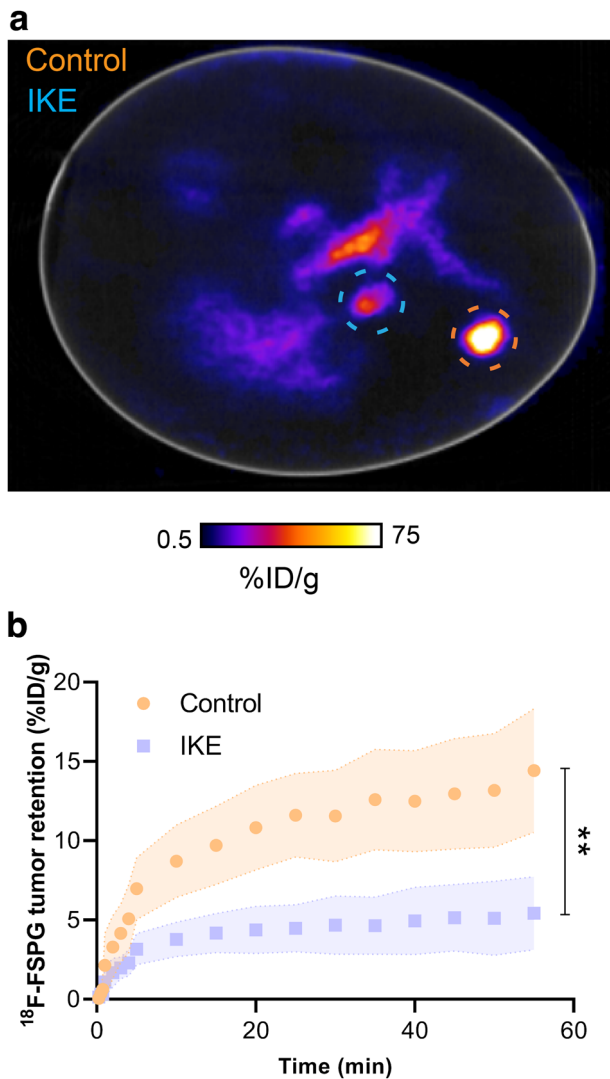 a
Control
IKE
0.5
75
%ID/g
b
¹⁸F-FSPG tumor retention (%ID/g)
20
15
10
5
0
Control
IKE
**
0
20
40
60
Time (min)